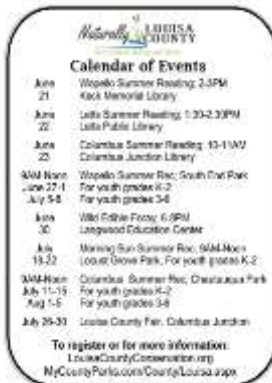 Naturally LOUISA
COUNTY
Calendar of Events
June Wapello Summer Reading; 2-3PM
21 Keck Memorial Library
June Letts Summer Reading; 1:30-2:30PM
22 Letts Public Library
June Columbus Summer Reading; 10-11AM
23 Columbus Junction Library
9AM-Noon Wapello Summer Rec; South End Park
June 27-1 For youth grades K-2
July 5-8 For youth grades 3-6
June Wild Edible Foray; 6-8PM
30 Langwood Education Center
July Morning Sun Summer Rec, 9AM-Noon
18-22 Locust Grove Park, For youth grades K-2
9AM-Noon Columbus Summer Rec, Chautauqua Park
July 11-15 For youth grades K-2
Aug 1-5 For youth grades 3-6
July 26-30 Louisa County Fair, Columbus Junction
To register or for more information:
LouisaCountyConservation.org
MyCountyParks.com/County/Louisa.aspx